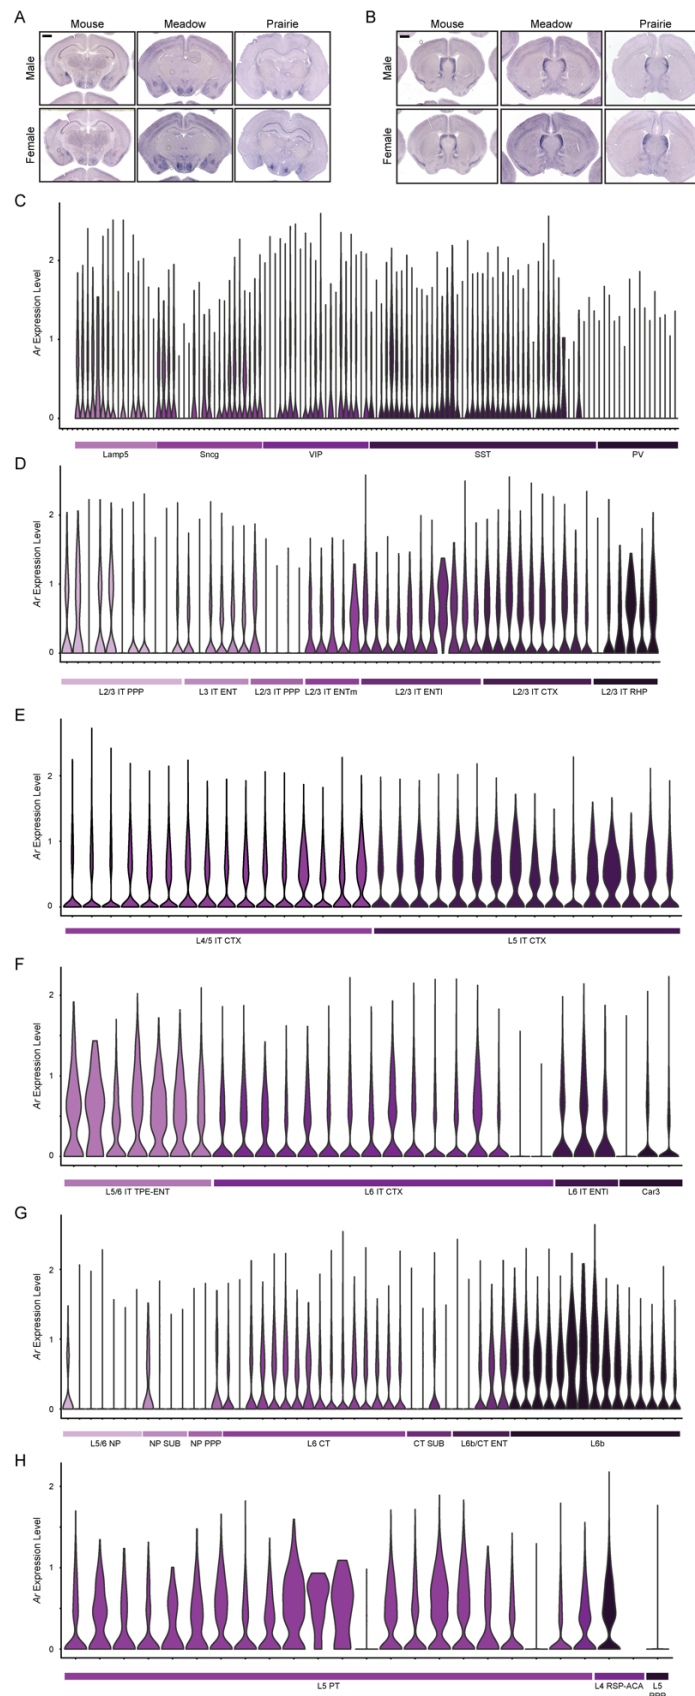 A
B
Mouse Meadow Prairie
Mouse Meadow Prairie
Male
Female
Male
Female
C
Ar Expression Level
2
1
0
Lamp5 Sncg VIP SST PV
D
Ar Expression Level
2
1
0
L2/3 IT PPP L3 IT ENT L2/3 IT PPP L2/3 IT ENTm L2/3 IT ENTl L2/3 IT CTX L2/3 IT RHP
E
Ar Expression Level
2
1
0
L4/5 IT CTX L5 IT CTX
F
Ar Expression Level
2
1
0
L5/6 IT TPE-ENT L6 IT CTX L6 IT ENTl Car3
G
Ar Expression Level
2
1
0
L5/6 NP NP SUB NP PPP L6 CT CT SUB L6b/CT ENT L6b
H
Ar Expression Level
2
1
0
L5 PT L4 RSP-ACA L5
PPP